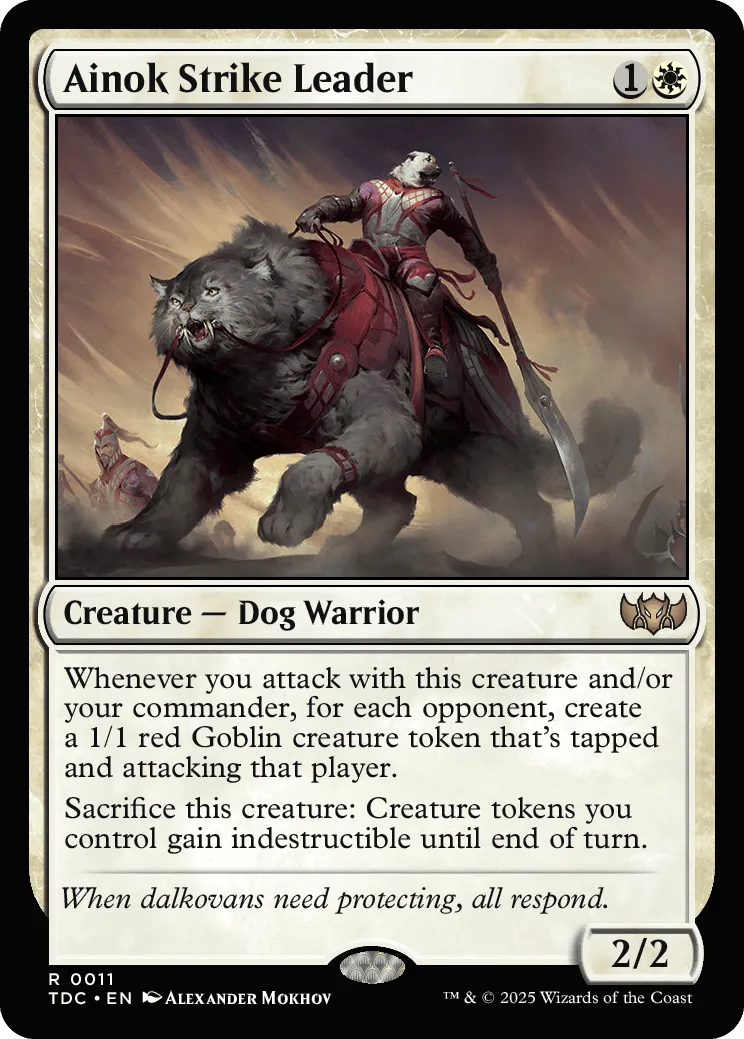 Ainok Strike Leader 1
Creature — Dog Warrior
Whenever you attack with this creature and/or
your commander, for each opponent, create
a 1/1 red Goblin creature token that's tapped
and attacking that player.
Sacrifice this creature: Creature tokens you
control gain indestructible until end of turn.
When dalkovans need protecting, all respond.
2/2
R 0011
TDC • EN Alexander Mokhov
™ & © 2025 Wizards of the Coast